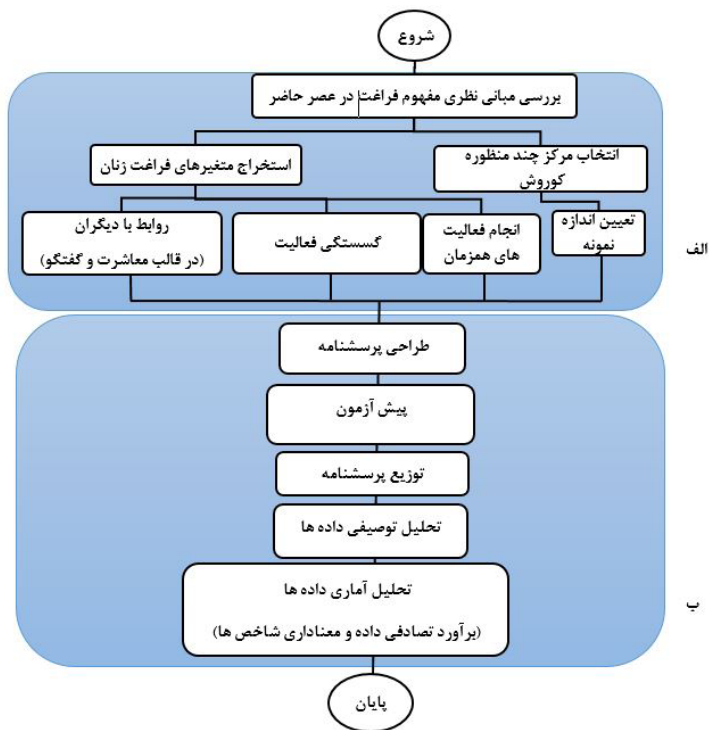 شروع
بررسی مبانی نظری مفهوم فراغت در عصر حاضر
انتخاب مرکز چند منظوره
کوروش
استخراج متغیرهای فراغت زنان
تعیین اندازه
نمونه
انجام فعالیت
های همزمان
گسستگی فعالیت
روابط با دیگران
(در قالب معاشرت و گفتگو)
الف
طراحی پرسشنامه
پیش آزمون
توزیع پرسشنامه
تحلیل توصیفی داده ها
تحلیل آماری داده ها
(برآورد تصادفی داده و معناداری شاخص ها)
ب
پایان